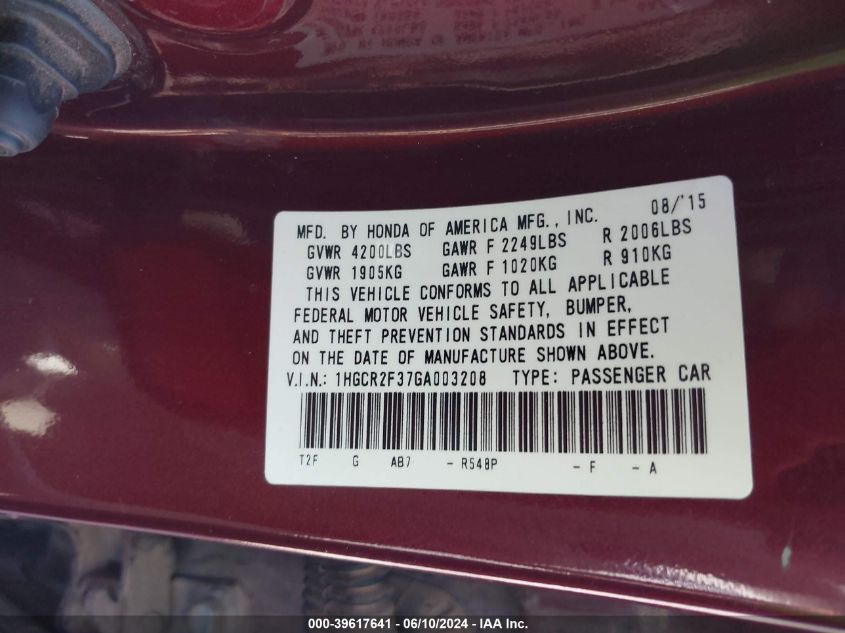 MFD. BY HONDA OF AMERICA MFG., INC. 08/'15
GVWR 4200LBS GAWR F 2249LBS R 2006LBS
GVWR 1905KG GAWR F 1020KG R 910KG
THIS VEHICLE CONFORMS TO ALL APPLICABLE
FEDERAL MOTOR VEHICLE SAFETY, BUMPER,
AND THEFT PREVENTION STANDARDS IN EFFECT
ON THE DATE OF MANUFACTURE SHOWN ABOVE.
V.I.N.: 1HGCR2F37GA003208 TYPE: PASSENGER CAR
T2F G AB7 - R548P - F - A
000-39617641 - 06/10/2024 - IAA Inc.